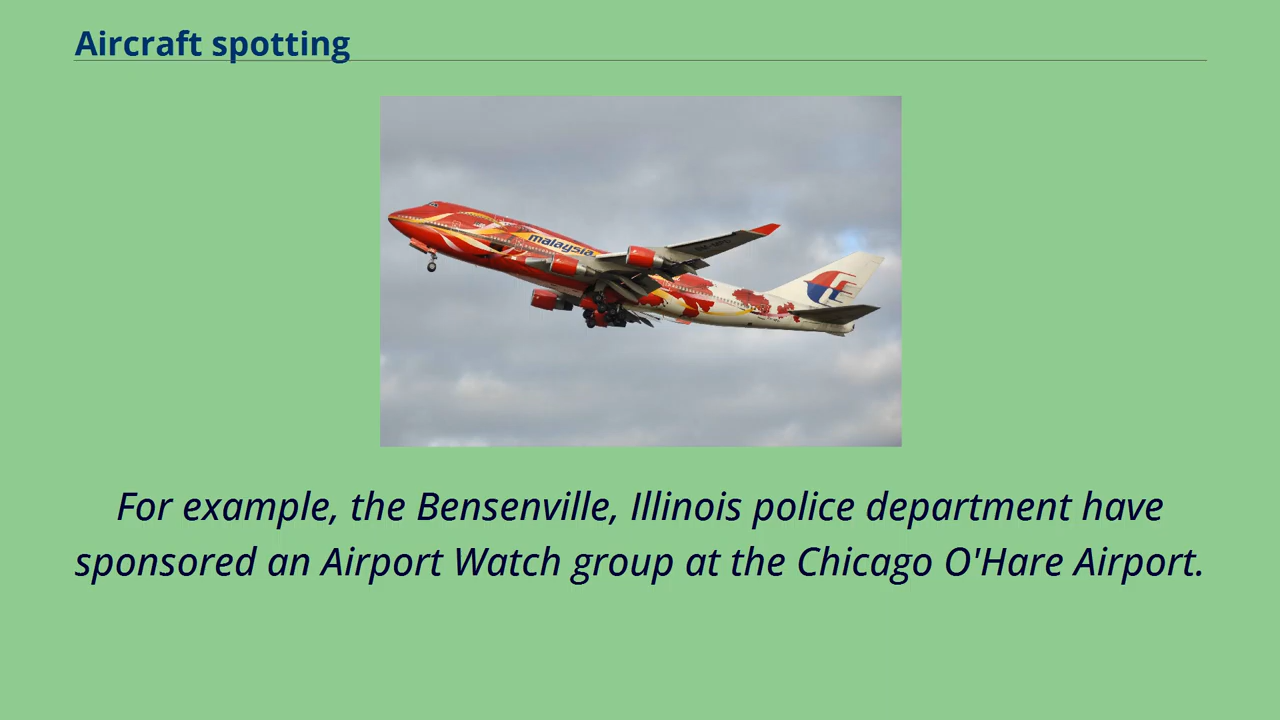 Aircraft spotting
malaysia
For example, the Bensenville, Illinois police department have
sponsored an Airport Watch group at the Chicago O'Hare Airport.